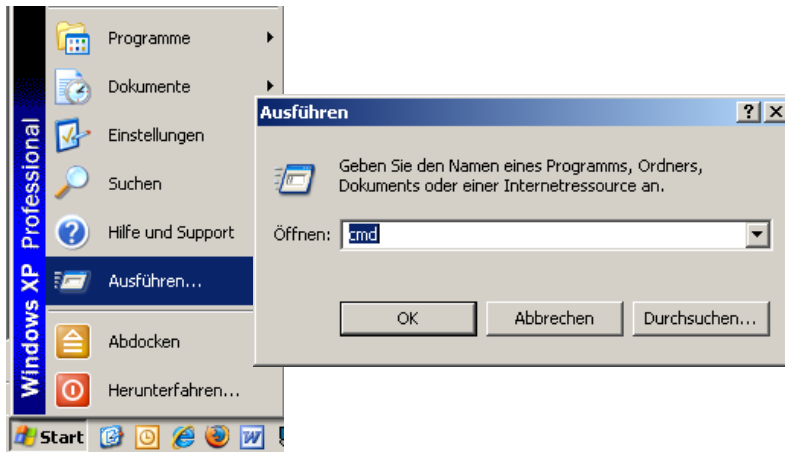 Windows XP Professional
Programme
Dokumente
Einstellungen
Suchen
Hilfe und Support
Ausführen...
Abdocken
Herunterfahren...
Start
Ausführen
Geben Sie den Namen eines Programms, Ordners,
Dokuments oder einer Internetressource an.
Öffnen: cmd
OK Abbrechen Durchsuchen...